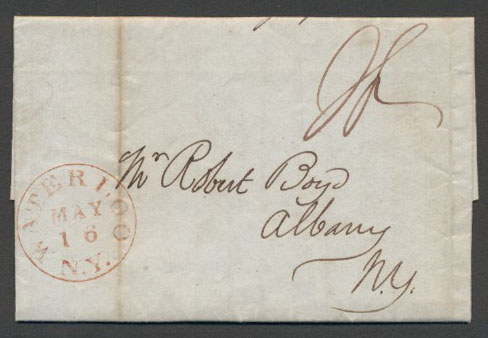 Mr Robert Boyd
Albany
N.Y.
WATERLOO
MAY
16
N.Y.